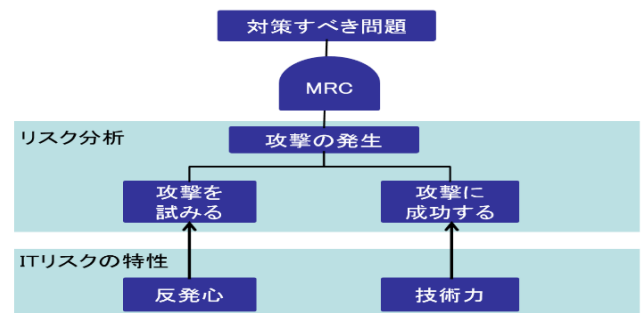 対策すべき問題
MRC
リスク分析
攻撃の発生
攻撃を
試みる
攻撃に
成功する
ITリスクの特性
反発心
技術力